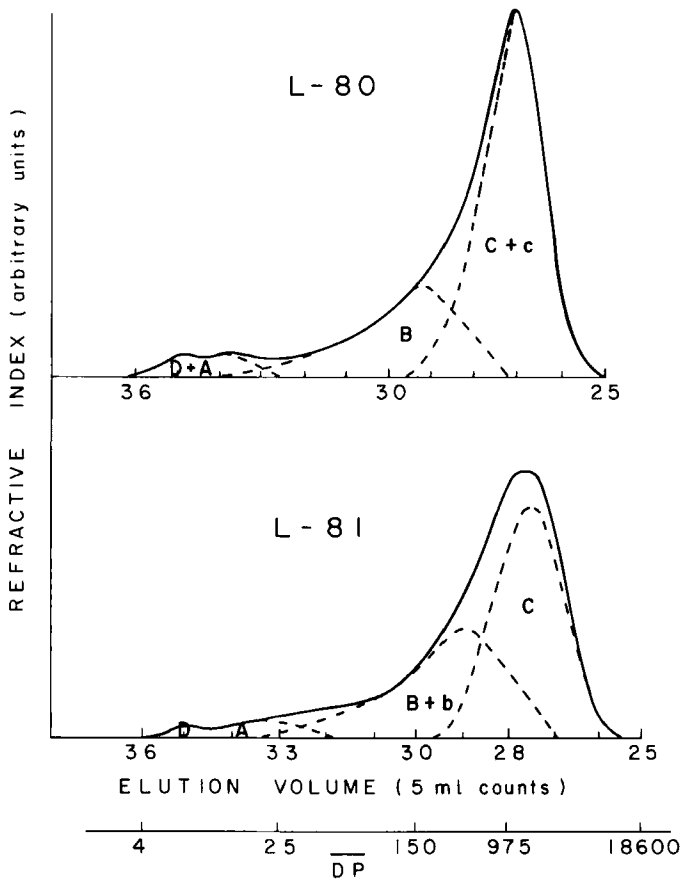 REFRACTIVE INDEX (arbitrary units)
L-80
C + c
B
D + A
36 30 25
L - 81
C
B + b
D A
36 33 30 28 25
ELUTION VOLUME (5 ml counts)
4 25 150 975 18600
DP